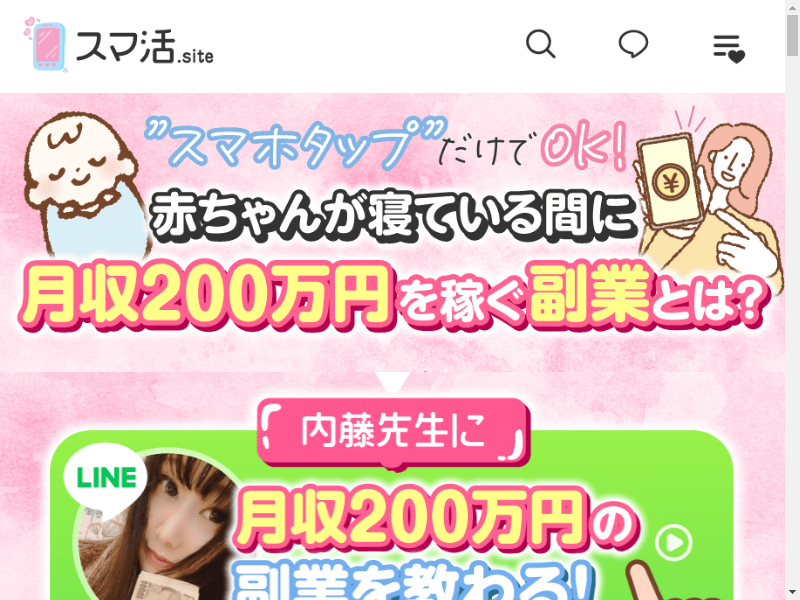 スマ活.site
"スマホタップ"だけでOK!
赤ちゃんが寝ている間に
¥
月収200万円を稼ぐ副業とは?
内藤先生に
LINE
月収200万円の
副業を教わる!